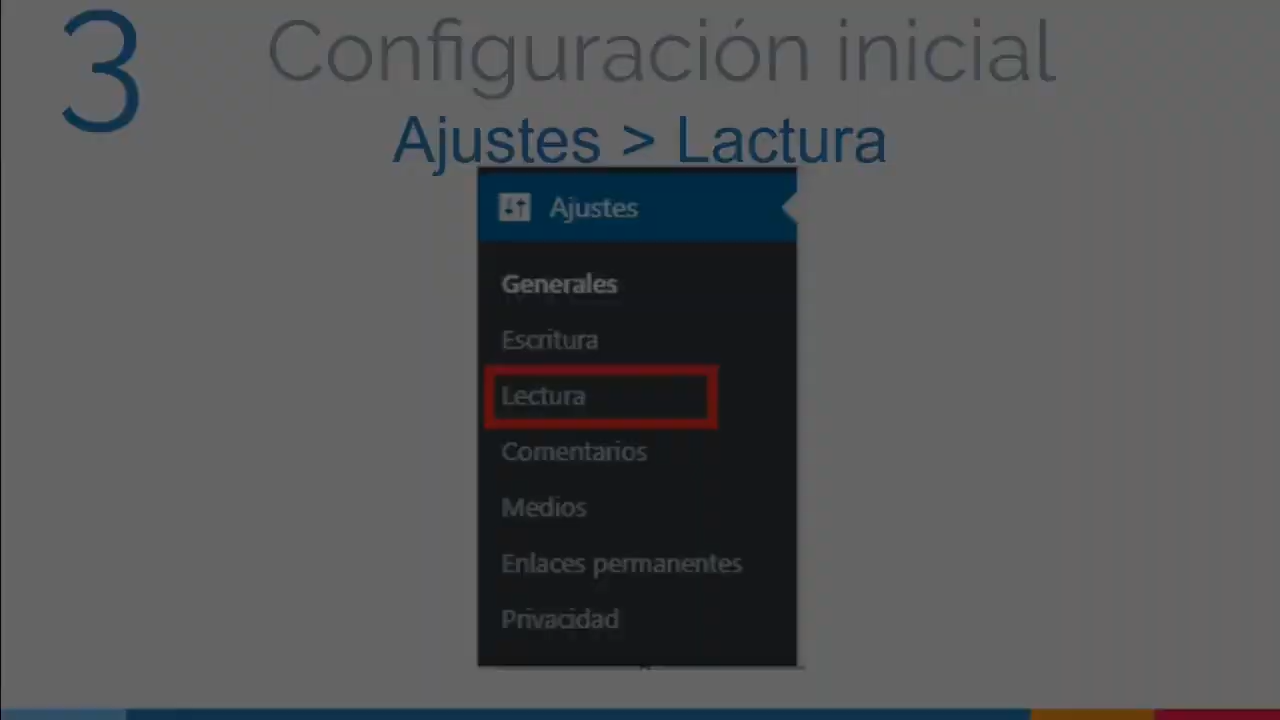 3
Configuración inicial
Ajustes > Lactura
Ajustes
Generales
Escritura
Lectura
Comentarios
Medios
Enlaces permanentes
Privacidad